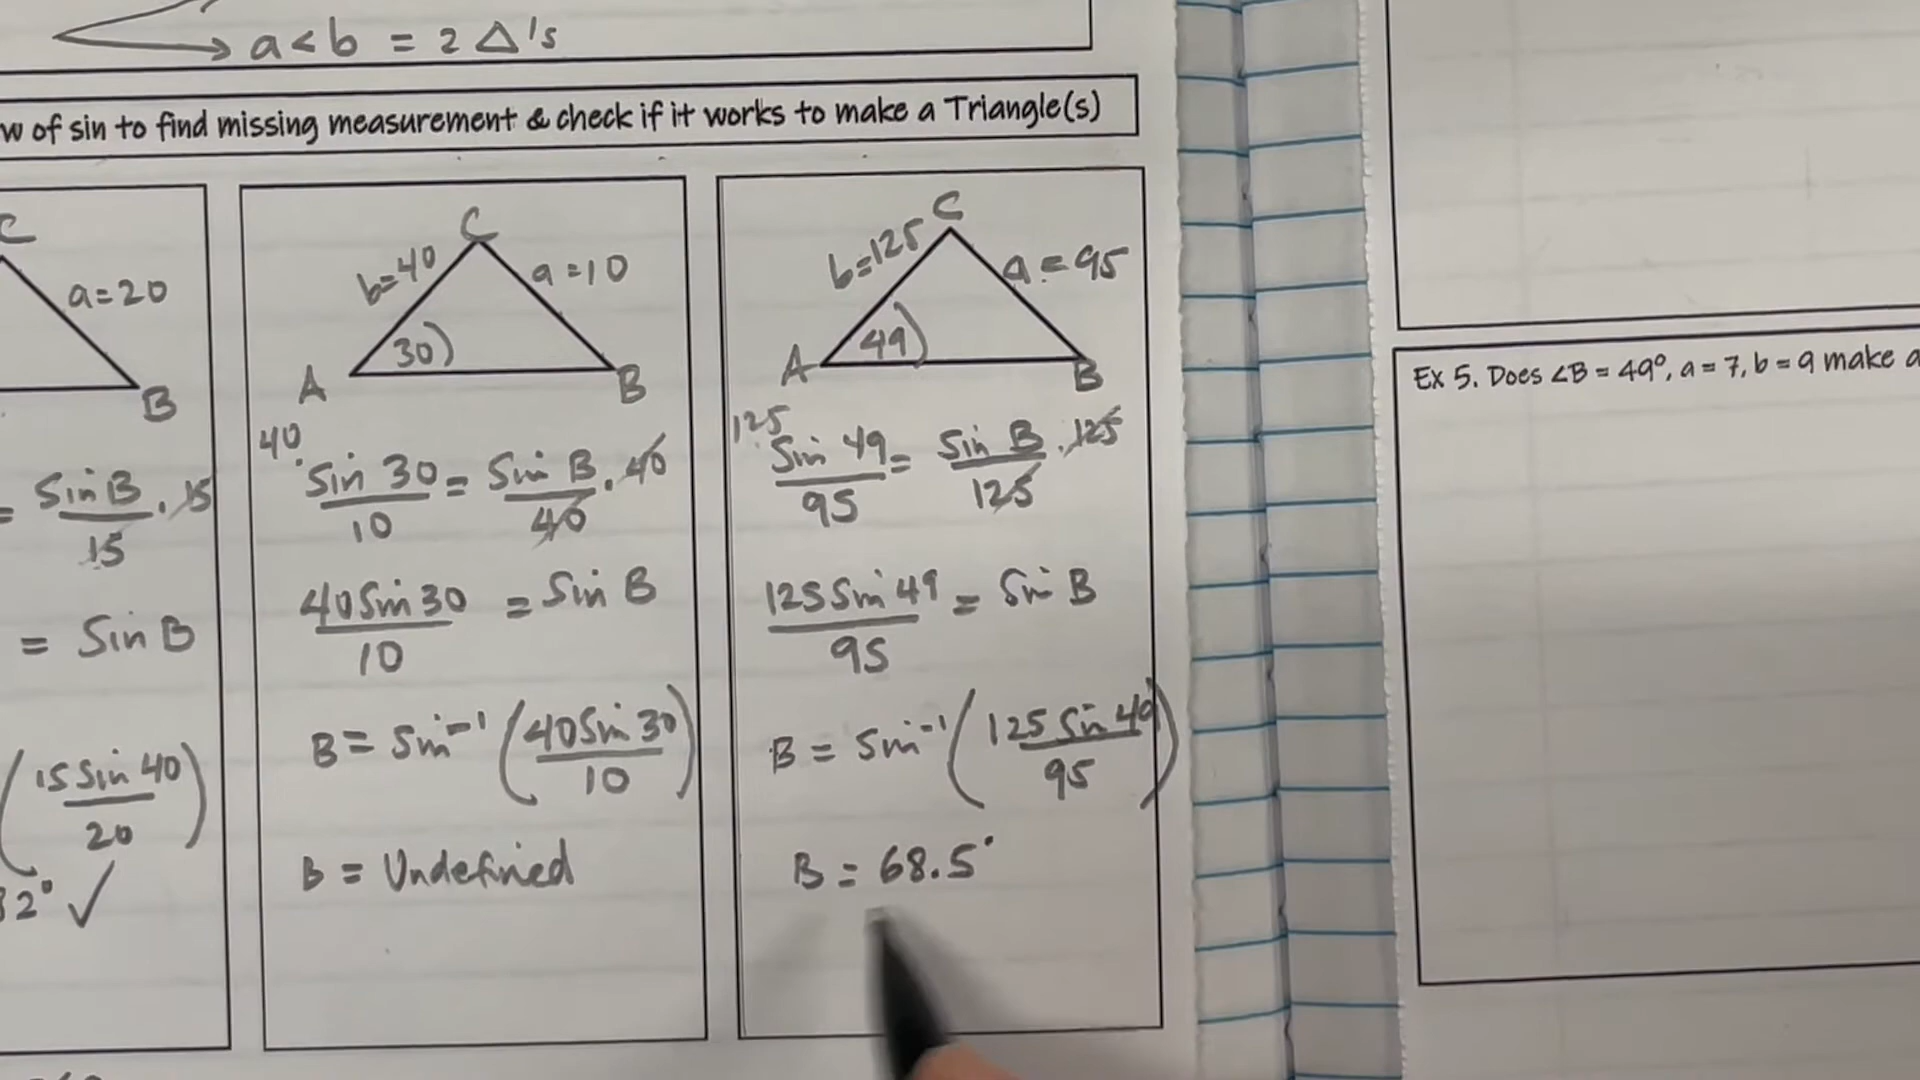 a < b = 2 △'s
w of sin to find missing measurement & check if it works to make a Triangle(s)
C
a = 20
B
= Sin B / 15 · 15
= Sin B
(15 Sin 40 / 20)
32° ✓
C
b = 40
a = 10
30
A
B
40 · Sin 30 / 10 = Sin B / 40 · 40
40 Sin 30 / 10 = Sin B
B = Sin⁻¹ (40 Sin 30 / 10)
B = Undefined
C
b = 125
a = 95
49
A
B
125 · Sin 49 / 95 = Sin B / 125 · 125
125 Sin 49 / 95 = Sin B
B = Sin⁻¹ (125 Sin 49 / 95)
B = 68.5°
Ex 5. Does ∠B = 49°, a = 7, b = 9 make a